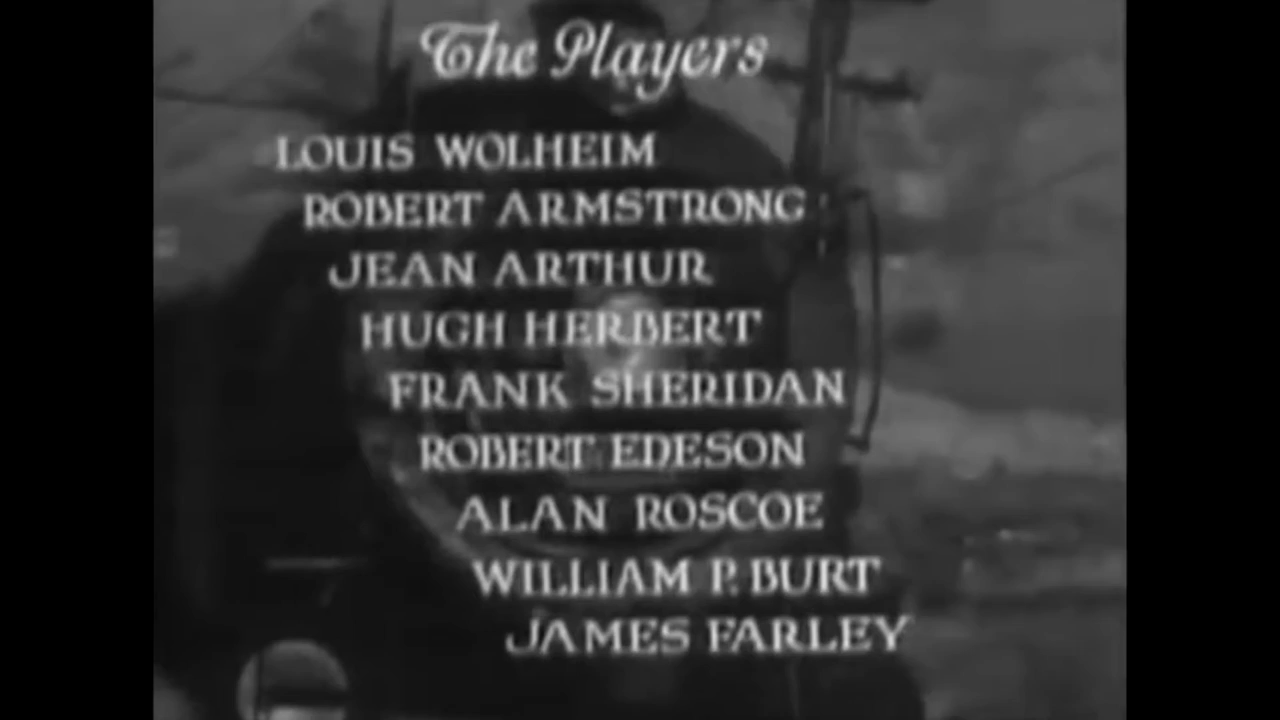 The Players
LOUIS WOLHEIM
ROBERT ARMSTRONG
JEAN ARTHUR
HUGH HERBERT
FRANK SHERIDAN
ROBERT EDESON
ALAN ROSCOE
WILLIAM P. BURT
JAMES FARLEY